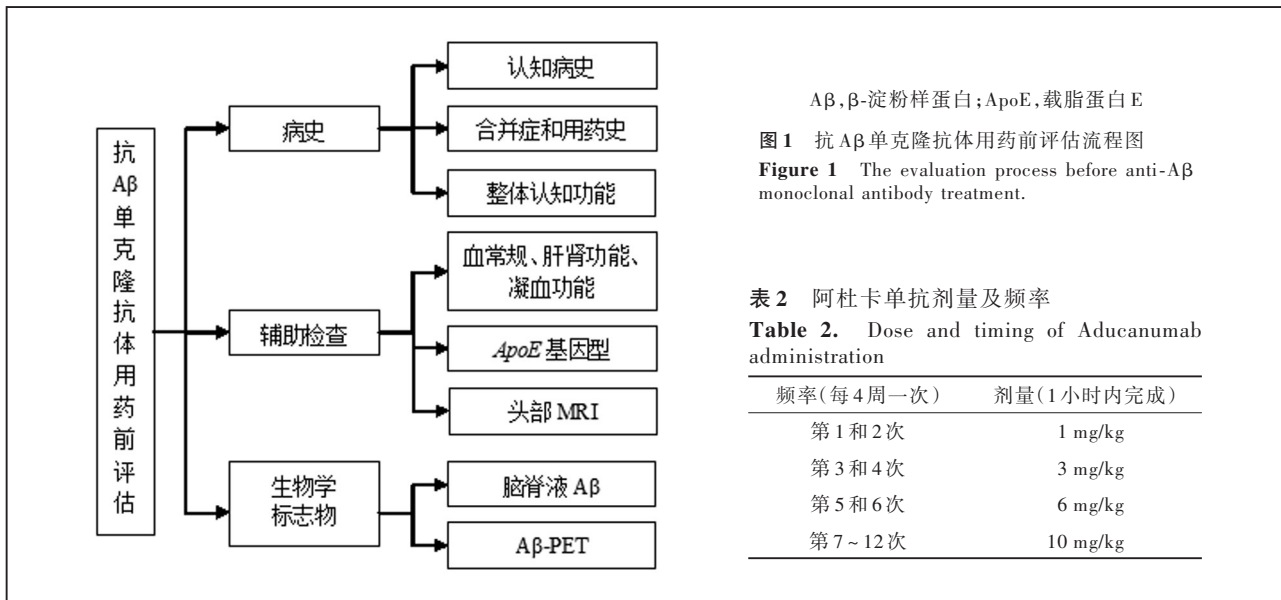 抗Aβ单克隆抗体用药前评估
病史
认知病史
合并症和用药史
整体认知功能
辅助检查
血常规、肝肾功能、
凝血功能
ApoE 基因型
头部 MRI
生物学
标志物
脑脊液 Aβ
Aβ-PET
Aβ,β-淀粉样蛋白;ApoE,载脂蛋白 E
图1 抗 Aβ单克隆抗体用药前评估流程图
Figure 1 The evaluation process before anti-Aβ
monoclonal antibody treatment.
表2 阿杜卡单抗剂量及频率
Table 2. Dose and timing of Aducanumab
administration
频率(每4周一次) 剂量(1小时内完成)
第1和2次 1 mg/kg
第3和4次 3 mg/kg
第5和6次 6 mg/kg
第7~12次 10 mg/kg